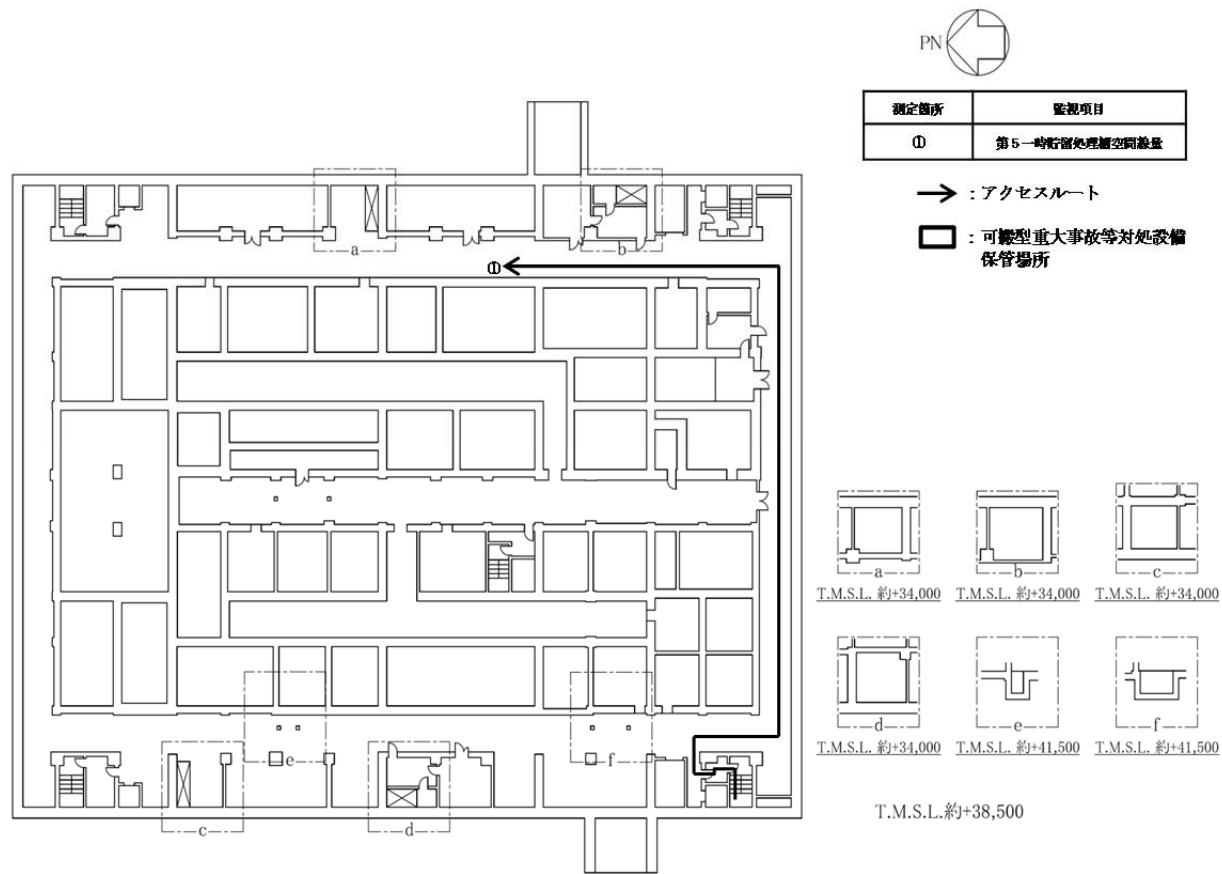 PN
測定箇所 監視項目
① 第5一時貯留処理槽空間線量
：アクセスルート
：可搬型重大事故等対処設備
保管場所
a
b
①
e
f
c
d
a
b
c
T.M.S.L. 約+34,000
T.M.S.L. 約+34,000
T.M.S.L. 約+34,000
d
e
f
T.M.S.L. 約+34,000
T.M.S.L. 約+41,500
T.M.S.L. 約+41,500
T.M.S.L.約+38,500